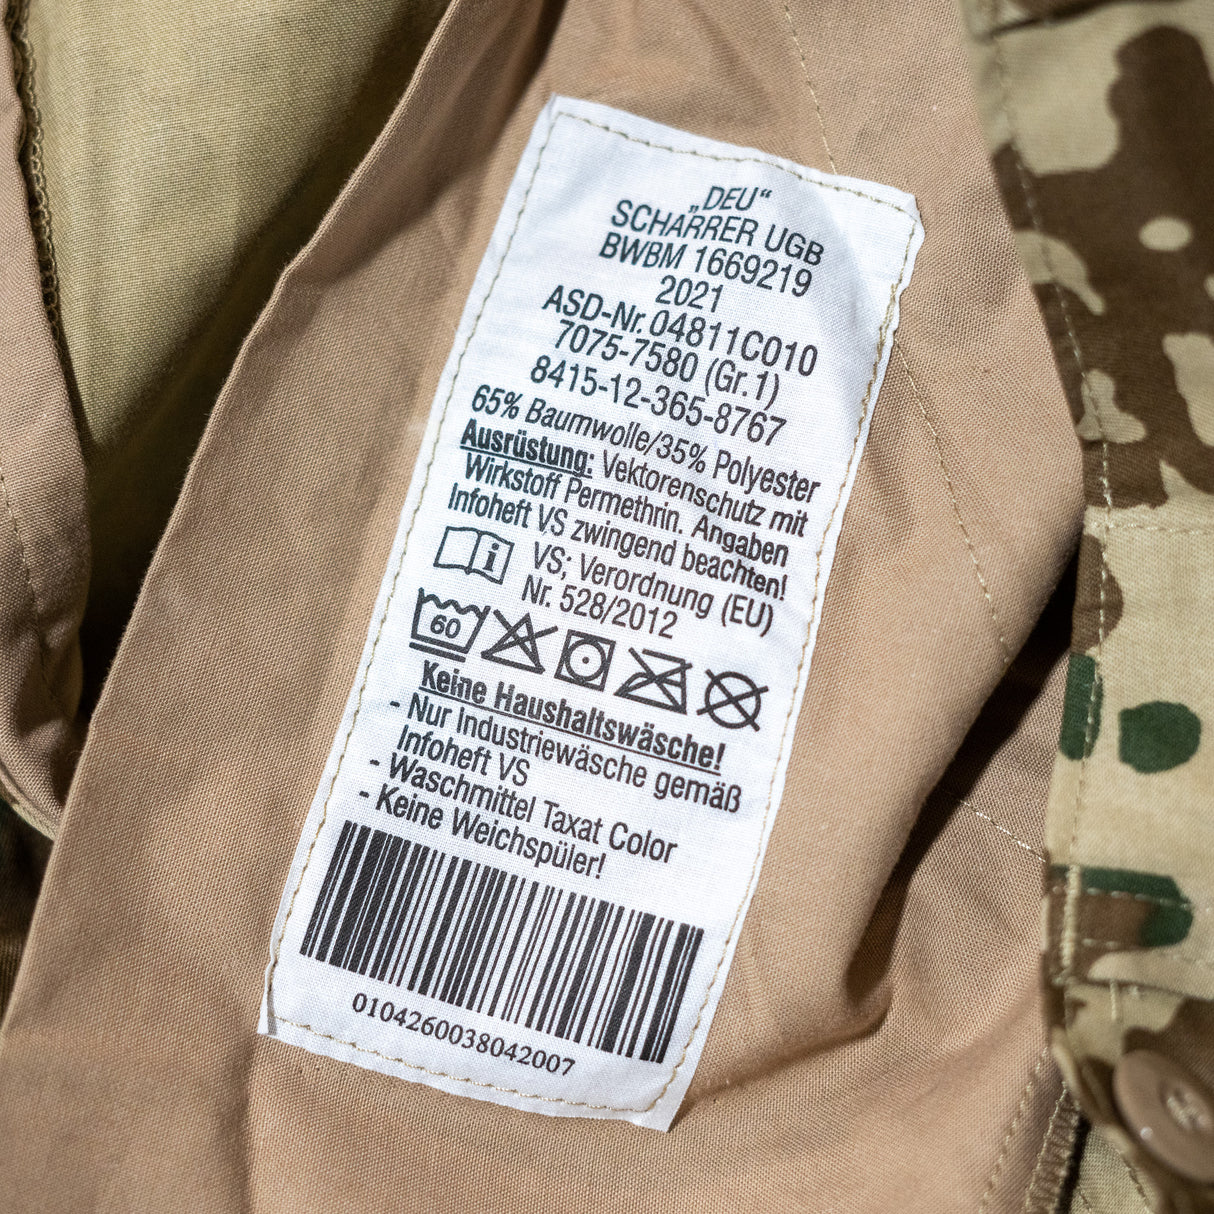 „DEU“
SCHARRER UGB
BWBM 1669219
2021
ASD-Nr. 04811C010
7075-7580 (Gr.1)
8415-12-365-8767
65% Baumwolle/35% Polyester
Ausrüstung: Vektorenschutz mit
Wirkstoff Permethrin. Angaben
Infoheft VS zwingend beachten!
VS; Verordnung (EU)
Nr. 528/2012
60
Keine Haushaltswäsche!
- Nur Industriewäsche gemäß
Infoheft VS
- Waschmittel Taxat Color
- Keine Weichspüler!
0104260038042007